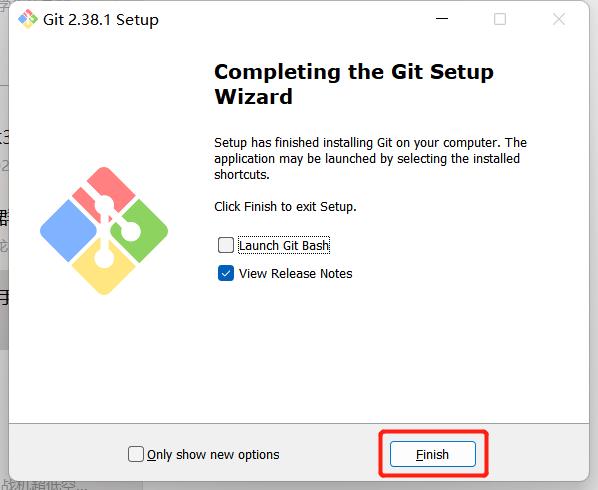 Git 2.38.1 Setup
Completing the Git Setup
Wizard
Setup has finished installing Git on your computer. The
application may be launched by selecting the installed
shortcuts.
Click Finish to exit Setup.
Launch Git Bash
View Release Notes
Only show new options
Finish